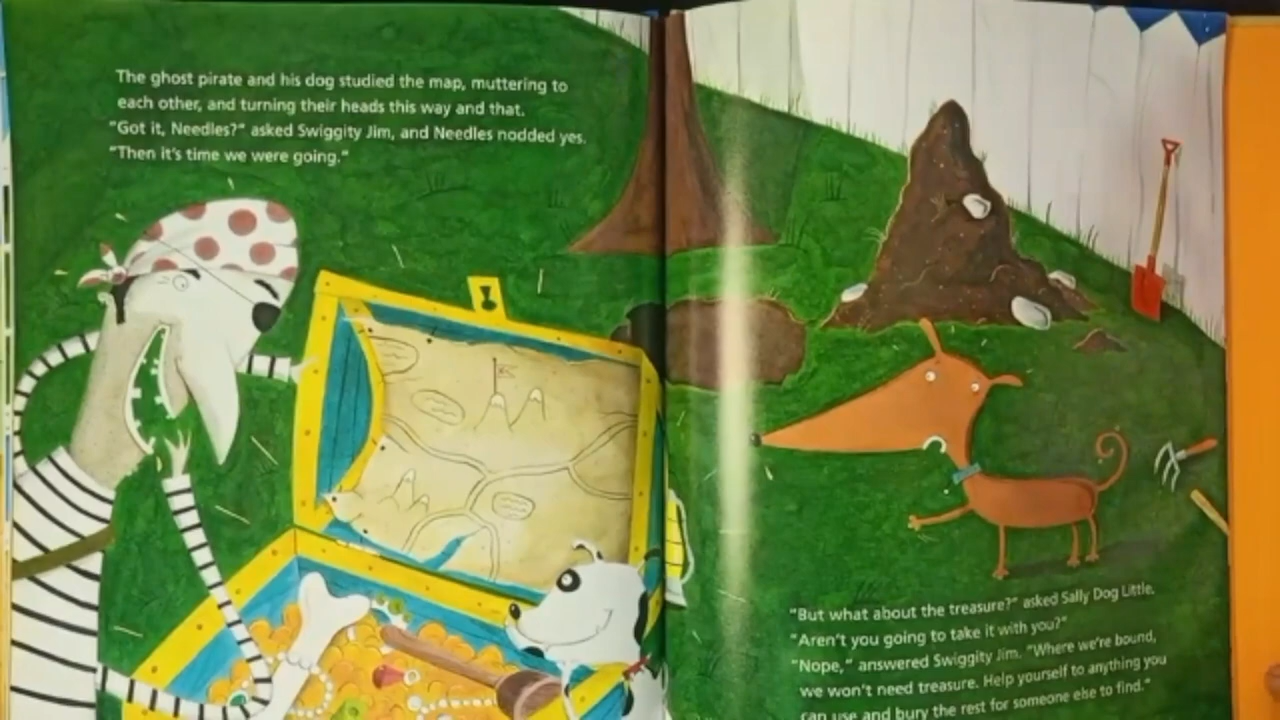 The ghost pirate and his dog studied the map, muttering to
each other, and turning their heads this way and that.
"Got it, Needles?" asked Swiggity Jim, and Needles nodded yes.
"Then it's time we were going."
"But what about the treasure?" asked Sally Dog Little.
"Aren't you going to take it with you?"
"Nope," answered Swiggity Jim. "Where we're bound,
we won't need treasure. Help yourself to anything you
can use and bury the rest for someone else to find."